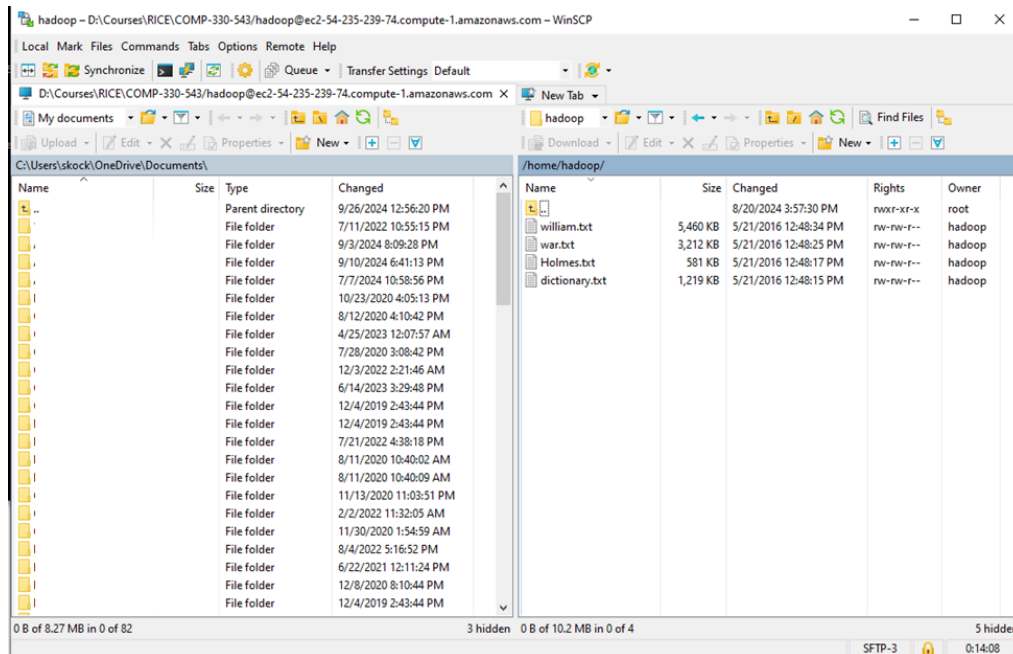 hadoop – D:\Courses\RICE\COMP-330-543/hadoop@ec2-54-235-239-74.compute-1.amazonaws.com – WinSCP
Local Mark Files Commands Tabs Options Remote Help
Synchronize Queue Transfer Settings Default
D:\Courses\RICE\COMP-330-543/hadoop@ec2-54-235-239-74.compute-1.amazonaws.com X New Tab
My documents hadoop Find Files
Upload Edit Properties New Download Edit Properties New
C:\Users\skock\OneDrive\Documents\ /home/hadoop/
Name Size Type Changed Name Size Changed Rights Owner
.. Parent directory 9/26/2024 12:56:20 PM .. 8/20/2024 3:57:30 PM rwxr-xr-x root
File folder 7/11/2022 10:55:15 PM william.txt 5,460 KB 5/21/2016 12:48:34 PM rw-rw-r-- hadoop
File folder 9/3/2024 8:09:28 PM war.txt 3,212 KB 5/21/2016 12:48:25 PM rw-rw-r-- hadoop
File folder 9/10/2024 6:41:13 PM Holmes.txt 581 KB 5/21/2016 12:48:17 PM rw-rw-r-- hadoop
File folder 7/7/2024 10:58:56 PM dictionary.txt 1,219 KB 5/21/2016 12:48:15 PM rw-rw-r-- hadoop
File folder 10/23/2020 4:05:13 PM
File folder 8/12/2020 4:10:42 PM
File folder 4/25/2023 12:07:57 AM
File folder 7/28/2020 3:08:42 PM
File folder 12/3/2022 2:21:46 AM
File folder 6/14/2023 3:29:48 PM
File folder 12/4/2019 2:43:44 PM
File folder 12/4/2019 2:43:44 PM
File folder 7/21/2022 4:38:18 PM
File folder 8/11/2020 10:40:02 AM
File folder 8/11/2020 10:40:09 AM
File folder 11/13/2020 11:03:51 PM
File folder 2/2/2022 11:32:05 AM
File folder 11/30/2020 1:54:59 AM
File folder 8/4/2022 5:16:52 PM
File folder 6/22/2021 12:11:24 PM
File folder 12/8/2020 8:10:44 PM
File folder 12/4/2019 2:43:44 PM
0 B of 8.27 MB in 0 of 82 3 hidden 0 B of 10.2 MB in 0 of 4 5 hidden
SFTP-3 0:14:08